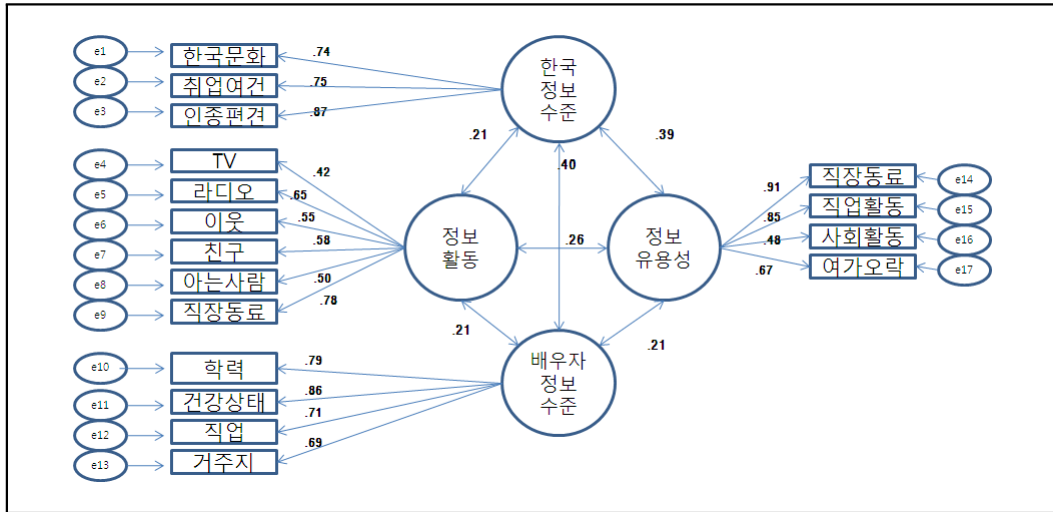 e1
한국문화
.74
e2
취업여건
.75
e3
인종편견
.87
한국
정보
수준
.21
.39
.40
e4
TV
.42
e5
라디오
.65
e6
이웃
.55
e7
친구
.58
e8
아는사람
.50
e9
직장동료
.78
정보
활동
.26
정보
유용성
.91
직장동료
e14
.85
직업활동
e15
.48
사회활동
e16
.67
여가오락
e17
.21
.21
e10
학력
.79
e11
건강상태
.86
e12
직업
.71
e13
거주지
.69
배우자
정보
수준